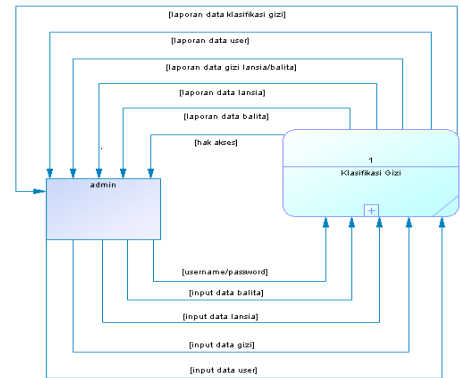 [laporan data klasifikasi gizi]
[laporan data user]
[laporan data gizi lansia/balita]
[laporan data lansia]
[laporan data balita]
[hak akses]
1
Klasifikasi Gizi
admin
[username/password]
[input data balita]
[input data lansia]
[input data gizi]
[input data user]